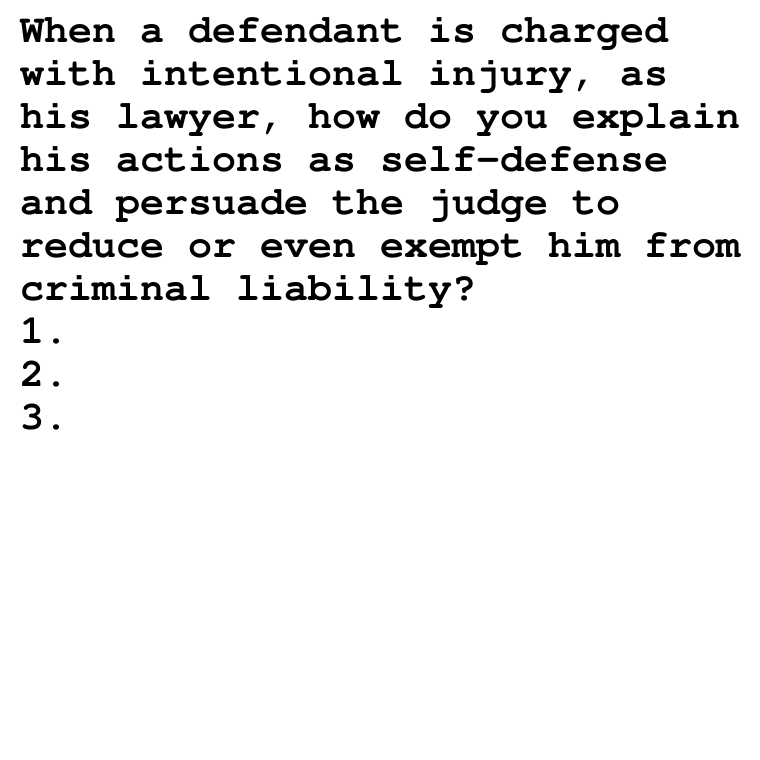 When a defendant is charged
with intentional injury, as
his lawyer, how do you explain
his actions as self-defense
and persuade the judge to
reduce or even exempt him from
criminal liability?
1.
2.
3.